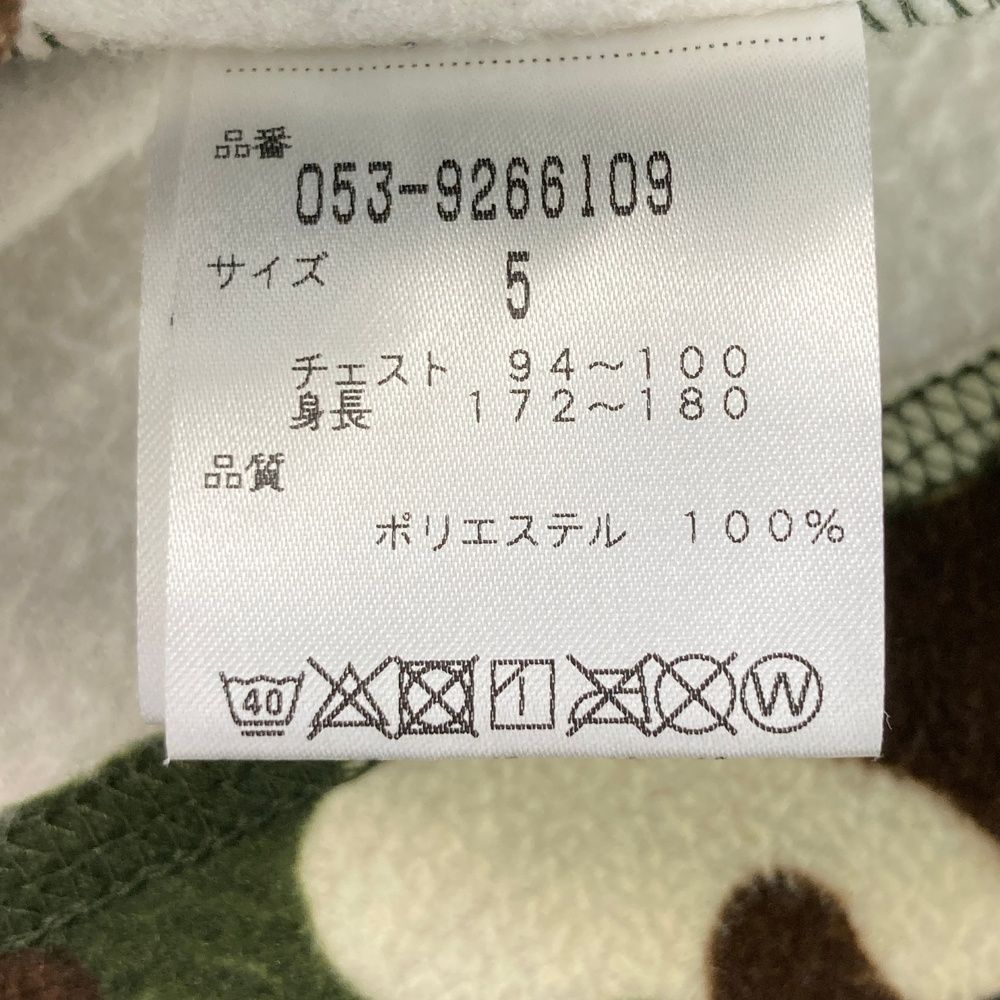 品番
053-9266109
サイズ 5
チェスト 94～100
身長 172～180
品質
ポリエステル 100%
40 W